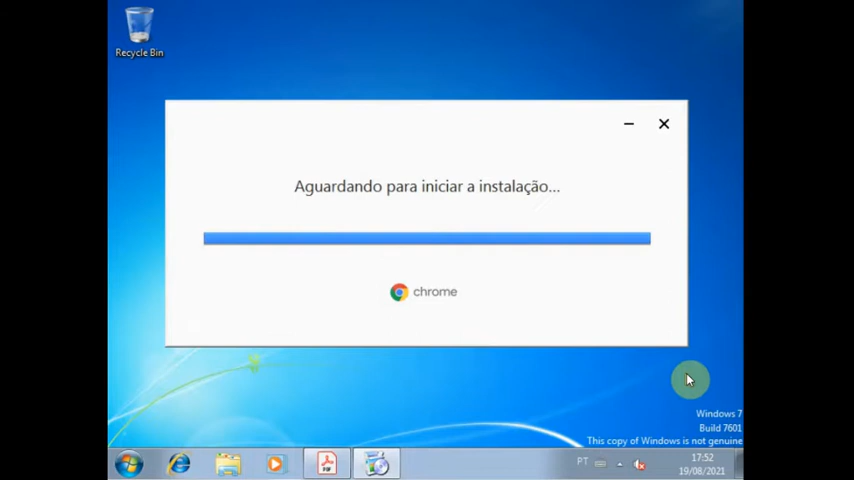 Recycle Bin
Aguardando para iniciar a instalação...
chrome
Windows 7
Build 7601
This copy of Windows is not genuine
PDF
PT
17:52
19/08/2021